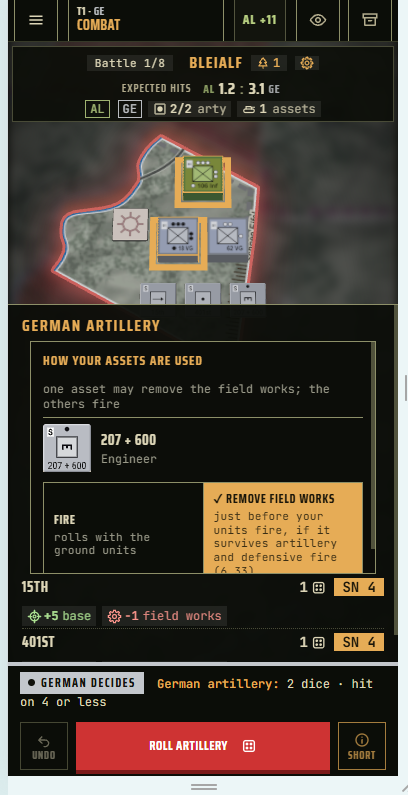 T1 · GE
COMBAT
AL +11
Battle 1/8
BLEIALF
1
EXPECTED HITS AL 1.2 : 3.1 GE
AL GE 2/2 arty 1 assets
106 Inf
18 VG
62 VG
S
S
S
GERMAN ARTILLERY
HOW YOUR ASSETS ARE USED
one asset may remove the field works; the
others fire
S
207 + 600
207 + 600
Engineer
FIRE
rolls with the
ground units
✓ REMOVE FIELD WORKS
just before your
units fire, if it
survives artillery
and defensive fire
(6.33)
15TH 1 SN 4
+5 base -1 field works
401ST 1 SN 4
● GERMAN DECIDES German artillery: 2 dice · hit
on 4 or less
UNDO
ROLL ARTILLERY
SHORT